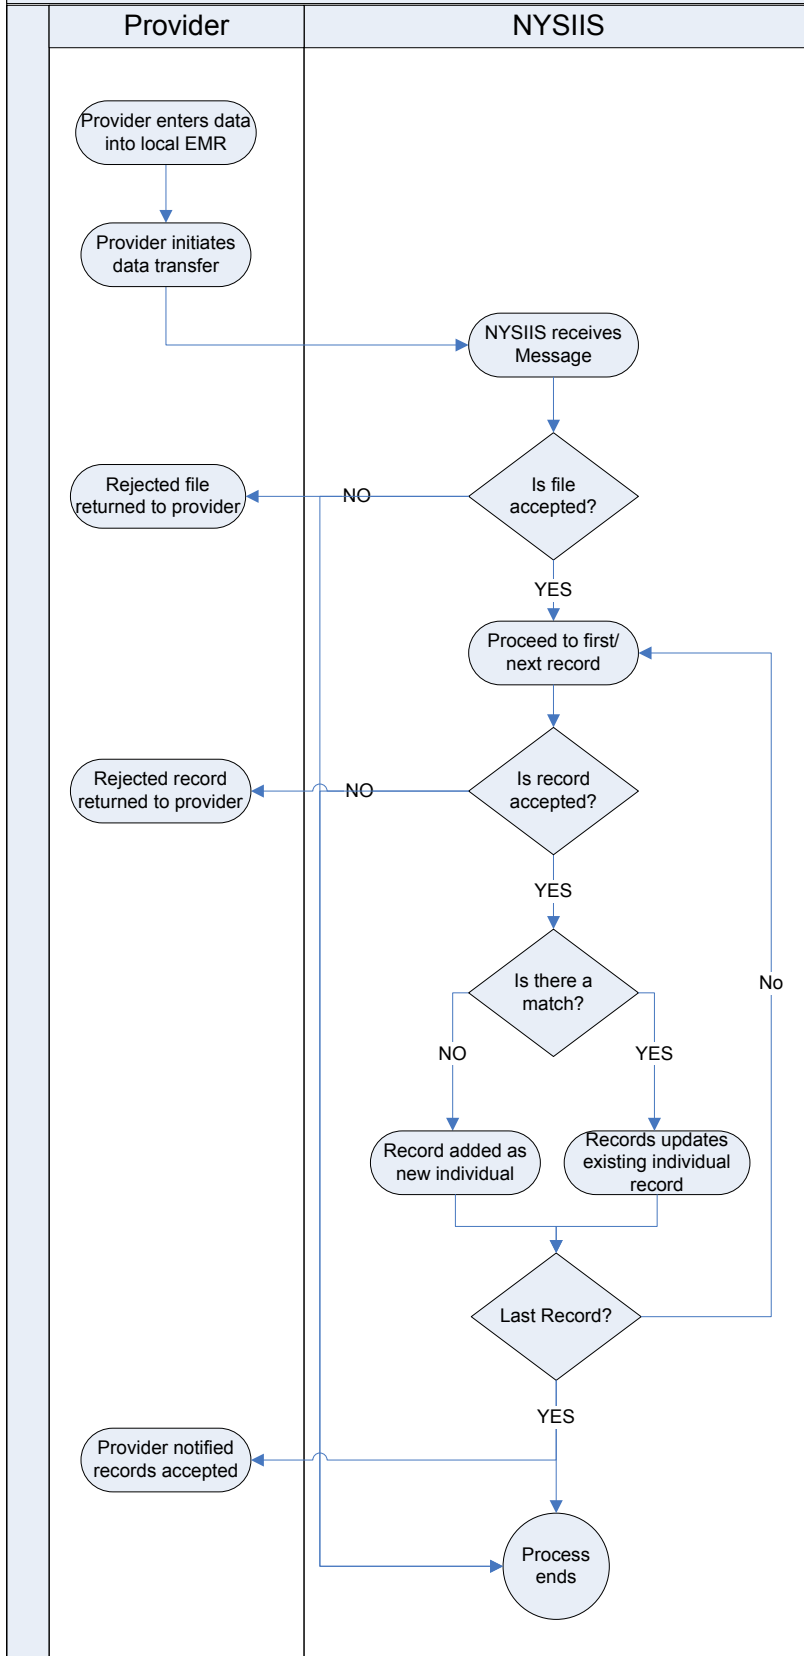 Provider
NYSIIS
Provider enters data
into local EMR
Provider initiates
data transfer
NYSIIS receives
Message
Is file
accepted?
NO
Rejected file
returned to provider
YES
Proceed to first/
next record
Is record
accepted?
NO
Rejected record
returned to provider
YES
Is there a
match?
No
NO
YES
Record added as
new individual
Records updates
existing individual
record
Last Record?
YES
Provider notified
records accepted
Process
ends